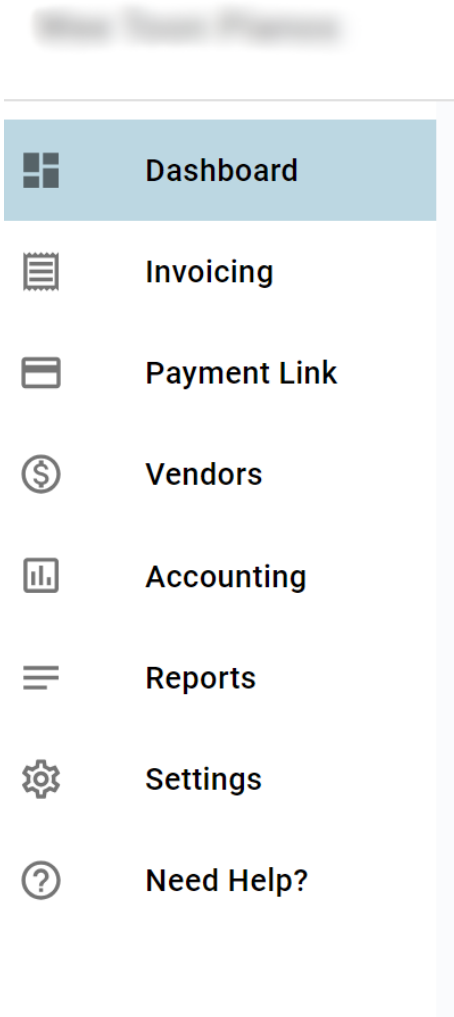 Dashboard
Invoicing
Payment Link
Vendors
Accounting
Reports
Settings
Need Help?